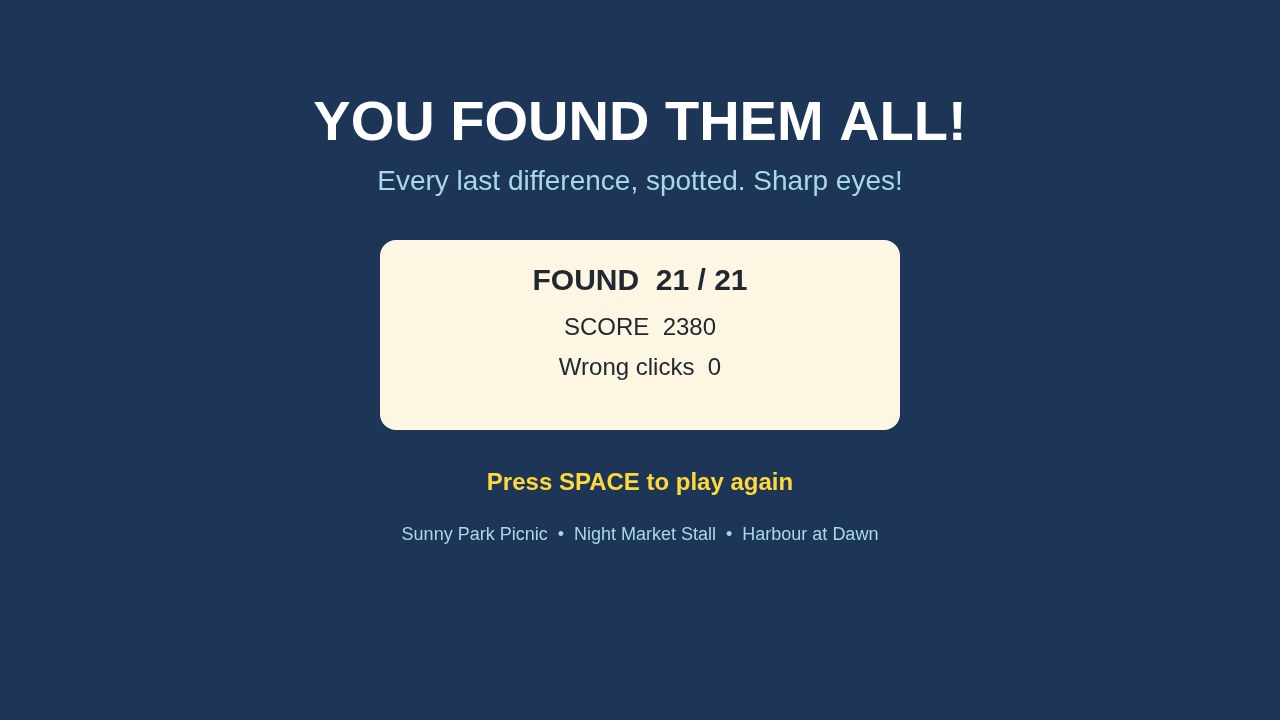 YOU FOUND THEM ALL!
Every last difference, spotted. Sharp eyes!
FOUND 21 / 21
SCORE 2380
Wrong clicks 0
Press SPACE to play again
Sunny Park Picnic • Night Market Stall • Harbour at Dawn